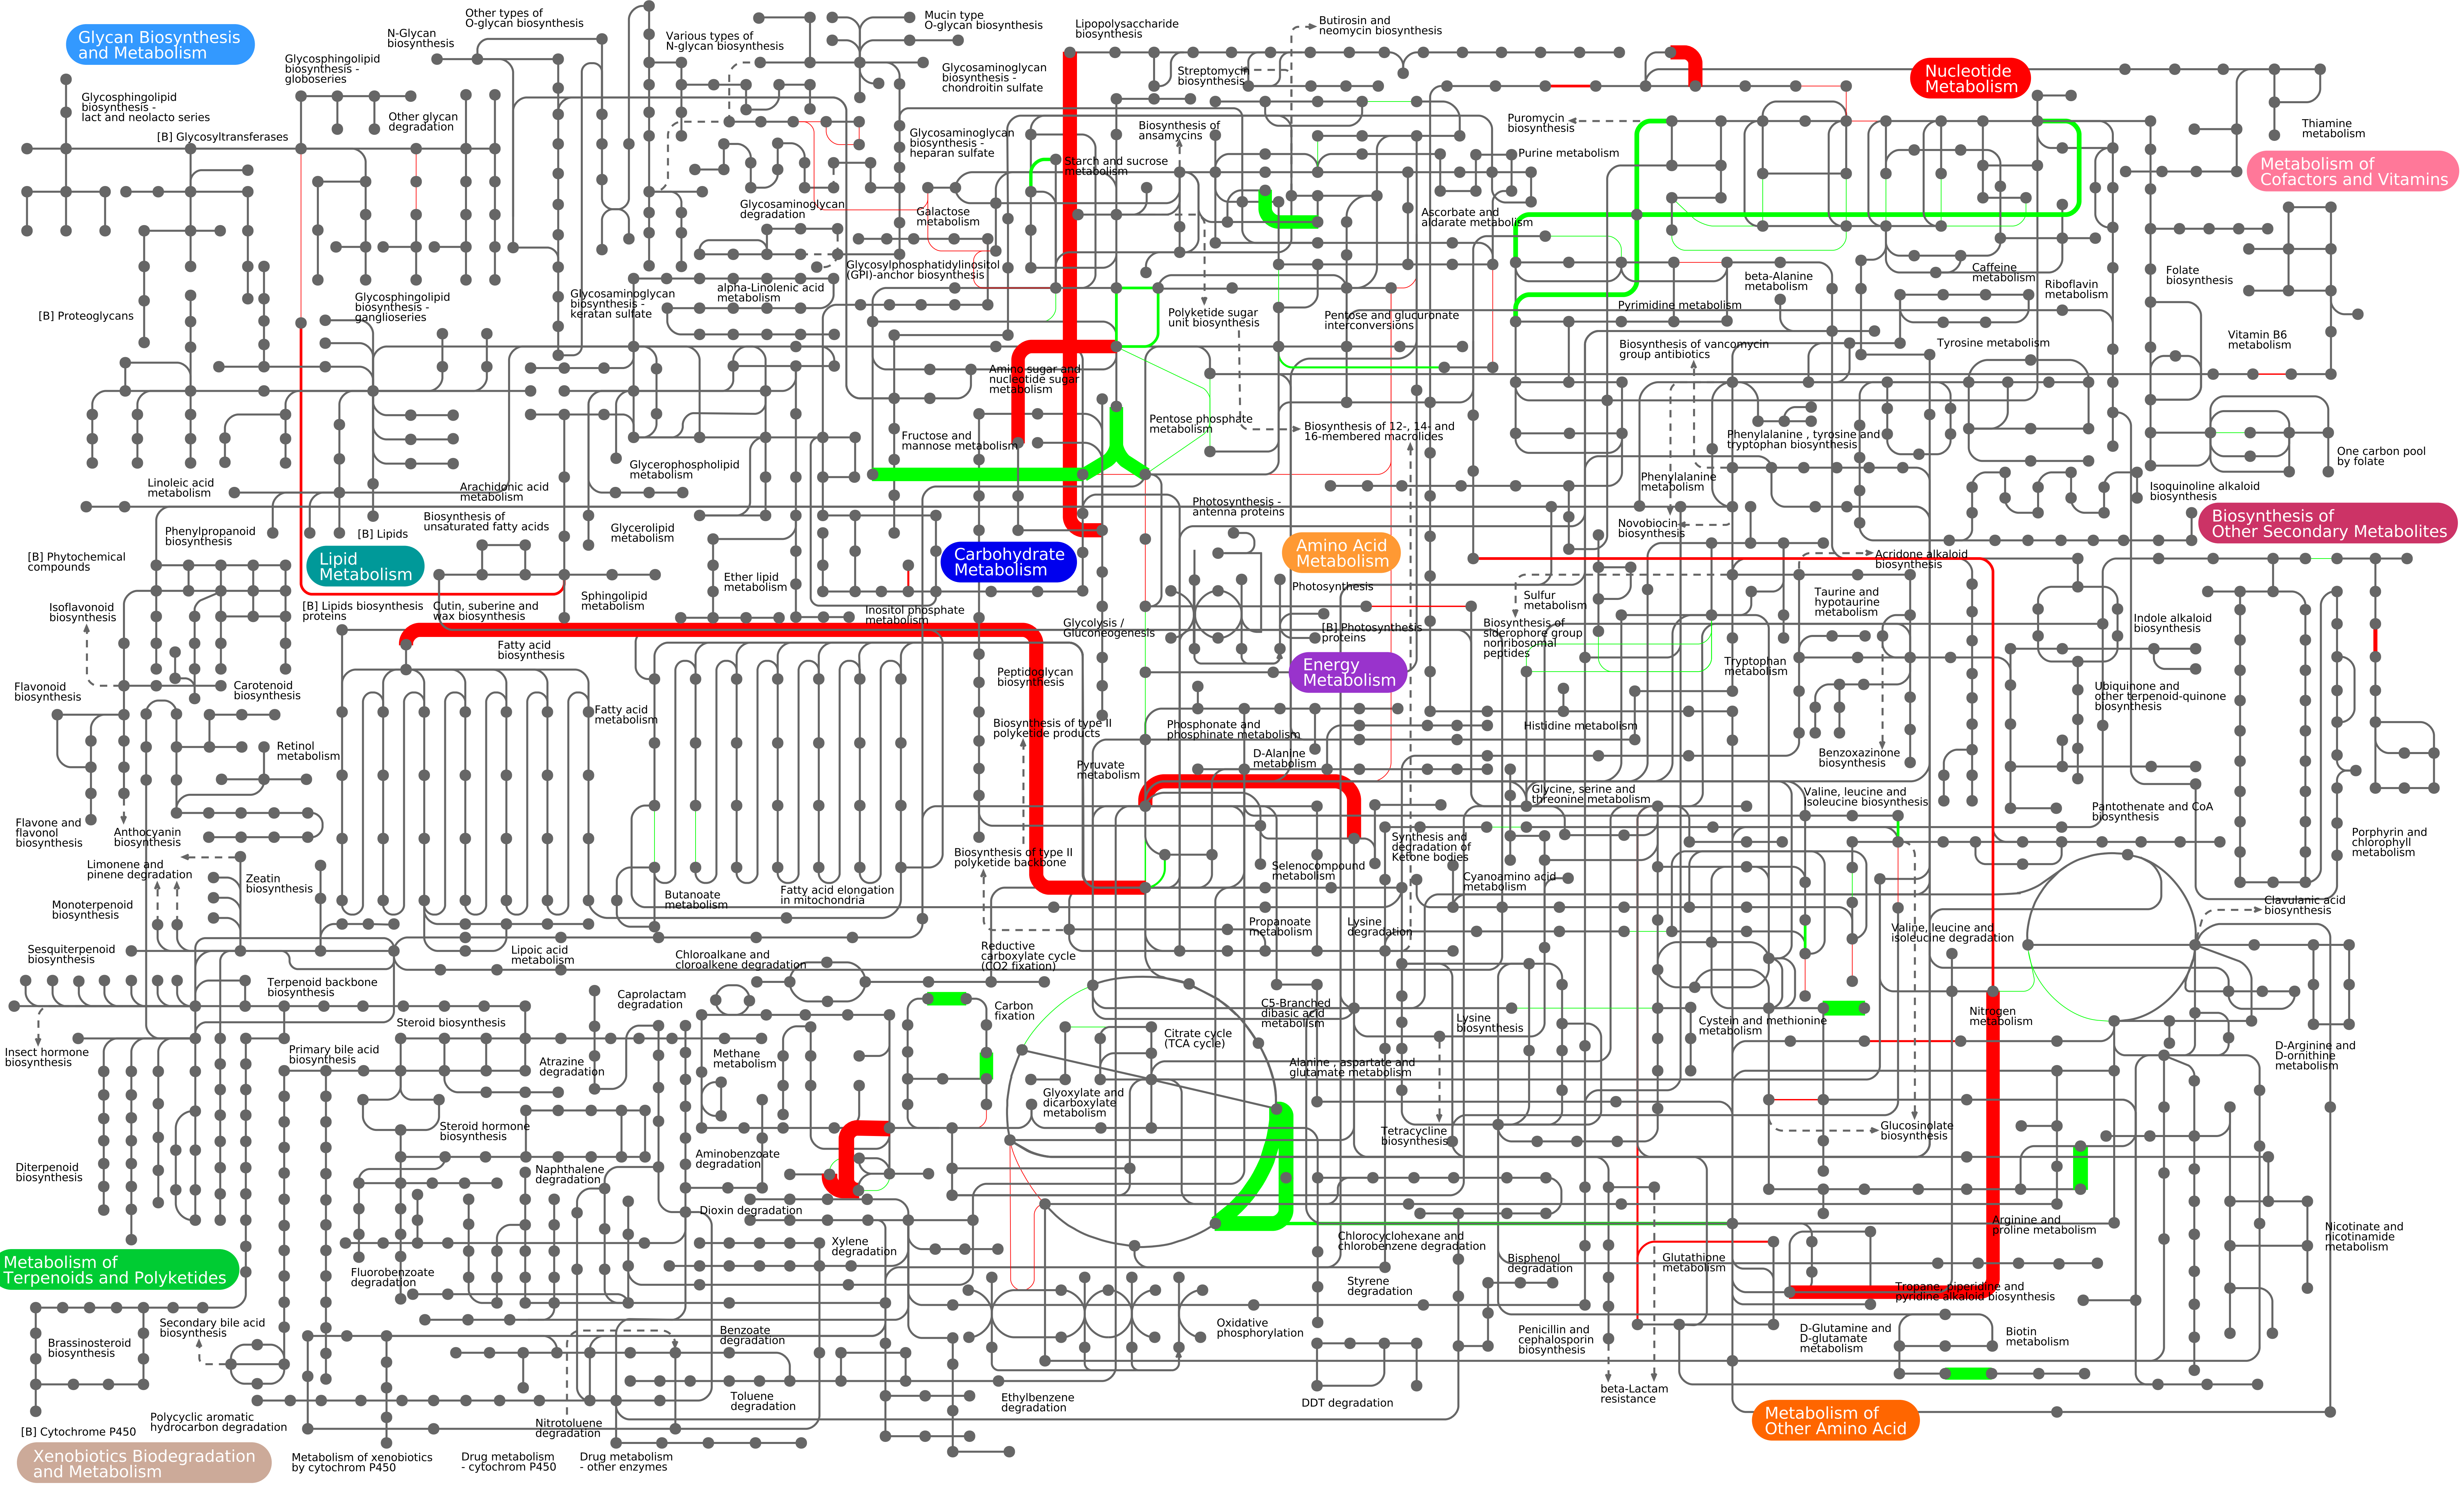 Glycan Biosynthesis
and Metabolism
Other types of
O-glycan biosynthesis
N-Glycan
biosynthesis
Various types of
N-glycan biosynthesis
Mucin type
O-glycan biosynthesis
Lipopolysaccharide
biosynthesis
Butirosin and
neomycin biosynthesis
Glycosphingolipid
biosynthesis -
globoseries
Glycosaminoglycan
biosynthesis -
chondroitin sulfate
Streptomycin
biosynthesis
Nucleotide
Metabolism
Glycosphingolipid
biosynthesis -
lact and neolacto series
Other glycan
degradation
[B] Glycosyltransferases
Glycosaminoglycan
biosynthesis -
heparan sulfate
Biosynthesis of
ansamycins
Puromycin
biosynthesis
Thiamine
metabolism
Starch and sucrose
metabolism
Purine metabolism
Metabolism of
Cofactors and Vitamins
Glycosaminoglycan
degradation
Galactose
metabolism
Ascorbate and
aldarate metabolism
Glycosylphosphatidylinositol
(GPI)-anchor biosynthesis
alpha-Linolenic acid
metabolism
beta-Alanine
metabolism
Caffeine
metabolism
Riboflavin
metabolism
Folate
biosynthesis
Glycosphingolipid
biosynthesis -
ganglioseries
Glycosaminoglycan
biosynthesis -
keratan sulfate
[B] Proteoglycans
Polyketide sugar
unit biosynthesis
Pentose and glucuronate
interconversions
Pyrimidine metabolism
Biosynthesis of vancomycin
group antibiotics
Tyrosine metabolism
Vitamin B6
metabolism
Amino sugar and
nucleotide sugar
metabolism
Pentose phosphate
metabolism
Biosynthesis of 12-, 14- and
16-membered macrolides
Fructose and
mannose metabolism
Phenylalanine , tyrosine and
tryptophan biosynthesis
One carbon pool
by folate
Glycerophospholipid
metabolism
Linoleic acid
metabolism
Arachidonic acid
metabolism
Phenylalanine
metabolism
Isoquinoline alkaloid
biosynthesis
Photosynthesis -
antenna proteins
Biosynthesis of
unsaturated fatty acids
Phenylpropanoid
biosynthesis
[B] Lipids
Glycerolipid
metabolism
Novobiocin
biosynthesis
Biosynthesis of
Other Secondary Metabolites
[B] Phytochemical
compounds
Lipid
Metabolism
Carbohydrate
Metabolism
Amino Acid
Metabolism
Acridone alkaloid
biosynthesis
Ether lipid
metabolism
Photosynthesis
Sulfur
metabolism
Taurine and
hypotaurine
metabolism
Isoflavonoid
biosynthesis
[B] Lipids biosynthesis
proteins
Cutin, suberine and
wax biosynthesis
Sphingolipid
metabolism
Inositol phosphate
metabolism
Glycolysis /
Gluconeogenesis
[B] Photosynthesis
proteins
Biosynthesis of
siderophore group
nonribosomal
peptides
Indole alkaloid
biosynthesis
Fatty acid
biosynthesis
Energy
Metabolism
Tryptophan
metabolism
Peptidoglycan
biosynthesis
Flavonoid
biosynthesis
Carotenoid
biosynthesis
Ubiquinone and
other terpenoid-quinone
biosynthesis
Fatty acid
metabolism
Biosynthesis of type II
polyketide products
Phosphonate and
phosphinate metabolism
Histidine metabolism
Retinol
metabolism
D-Alanine
metabolism
Benzoxazinone
biosynthesis
Pyruvate
metabolism
Glycine, serine and
threonine metabolism
Valine, leucine and
isoleucine biosynthesis
Pantothenate and CoA
biosynthesis
Flavone and
flavonol
biosynthesis
Anthocyanin
biosynthesis
Synthesis and
degradation of
Ketone bodies
Porphyrin and
chlorophyll
metabolism
Limonene and
pinene degradation
Zeatin
biosynthesis
Biosynthesis of type II
polyketide backbone
Selenocompound
metabolism
Cyanoamino acid
metabolism
Butanoate
metabolism
Fatty acid elongation
in mitochondria
Monoterpenoid
biosynthesis
Clavulanic acid
biosynthesis
Propanoate
metabolism
Lysine
degradation
Valine, leucine and
isoleucine degradation
Sesquiterpenoid
biosynthesis
Lipoic acid
metabolism
Chloroalkane and
cloroalkene degradation
Reductive
carboxylate cycle
(CO2 fixation)
Terpenoid backbone
biosynthesis
Caprolactam
degradation
Carbon
fixation
C5-Branched
dibasic acid
metabolism
Lysine
biosynthesis
Cystein and methionine
metabolism
Nitrogen
metabolism
Steroid biosynthesis
Citrate cycle
(TCA cycle)
Insect hormone
biosynthesis
Primary bile acid
biosynthesis
Atrazine
degradation
Methane
metabolism
Alanine , aspartate and
glutamate metabolism
D-Arginine and
D-ornithine
metabolism
Glyoxylate and
dicarboxylate
metabolism
Steroid hormone
biosynthesis
Tetracycline
biosynthesis
Glucosinolate
biosynthesis
Aminobenzoate
degradation
Diterpenoid
biosynthesis
Naphthalene
degradation
Dioxin degradation
Arginine and
proline metabolism
Nicotinate and
nicotinamide
metabolism
Xylene
degradation
Chlorocyclohexane and
chlorobenzene degradation
Bisphenol
degradation
Glutathione
metabolism
Metabolism of
Terpenoids and Polyketides
Fluorobenzoate
degradation
Styrene
degradation
Tropane, piperidine and
pyridine alkaloid biosynthesis
Secondary bile acid
biosynthesis
Brassinosteroid
biosynthesis
Benzoate
degradation
Oxidative
phosphorylation
Penicillin and
cephalosporin
biosynthesis
D-Glutamine and
D-glutamate
metabolism
Biotin
metabolism
Toluene
degradation
Ethylbenzene
degradation
DDT degradation
beta-Lactam
resistance
Metabolism of
Other Amino Acid
[B] Cytochrome P450
Polycyclic aromatic
hydrocarbon degradation
Nitrotoluene
degradation
Xenobiotics Biodegradation
and Metabolism
Metabolism of xenobiotics
by cytochrom P450
Drug metabolism
- cytochrom P450
Drug metabolism
- other enzymes